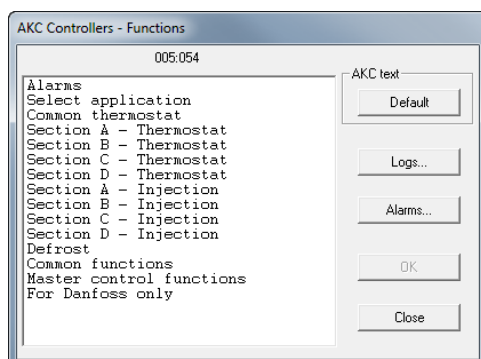 AKC Controllers - Functions
005:054
Alarms
Select application
Common thermostat
Section A - Thermostat
Section B - Thermostat
Section C - Thermostat
Section D - Thermostat
Section A - Injection
Section B - Injection
Section C - Injection
Section D - Injection
Defrost
Common functions
Master control functions
For Danfoss only
AKC text
Default
Logs...
Alarms...
OK
Close